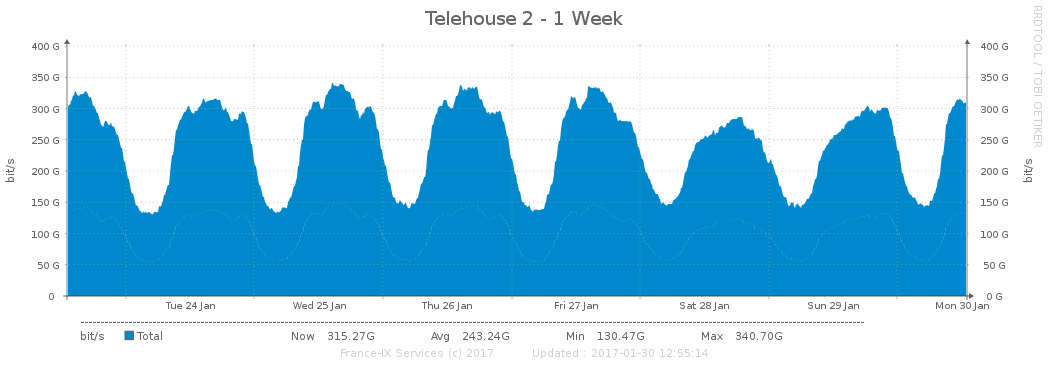 Telehouse 2 - 1 Week
RRDTOOL / TOBI OETIKER
400 G 400 G
350 G 350 G
300 G 300 G
250 G 250 G
200 G 200 G
150 G 150 G
100 G 100 G
50 G 50 G
0 0 G
bit/s bit/s
Tue 24 Jan Wed 25 Jan Thu 26 Jan Fri 27 Jan Sat 28 Jan Sun 29 Jan Mon 30 Jan
bit/s Total Now 315.27G Avg 243.24G Min 130.47G Max 340.70G
France-IX Services (c) 2017 Updated : 2017-01-30 12:55:14